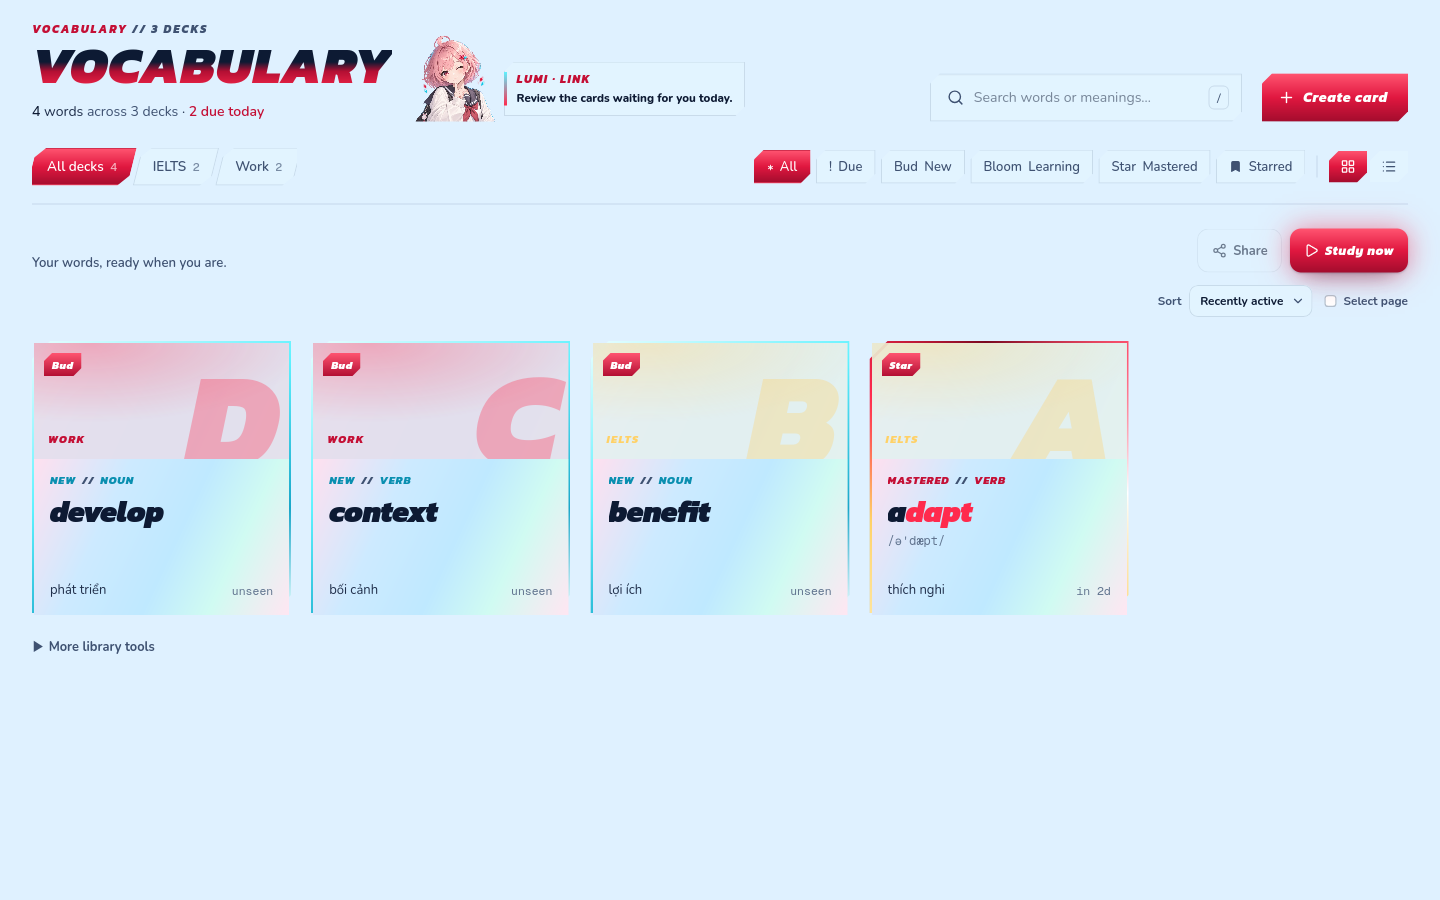 VOCABULARY // 3 DECKS
VOCABULARY
4 words across 3 decks · 2 due today
LUMI · LINK
Review the cards waiting for you today.
Search words or meanings...
/
+ Create card
All decks 4
IELTS 2
Work 2
* All
! Due
Bud New
Bloom Learning
Star Mastered
Starred
Your words, ready when you are.
Share
Study now
Sort
Recently active
Select page
Bud
D
WORK
NEW // NOUN
develop
phát triển
unseen
Bud
C
WORK
NEW // VERB
context
bối cảnh
unseen
Bud
B
IELTS
NEW // NOUN
benefit
lợi ích
unseen
Star
A
IELTS
MASTERED // VERB
adapt
/əˈdæpt/
thích nghi
in 2d
More library tools